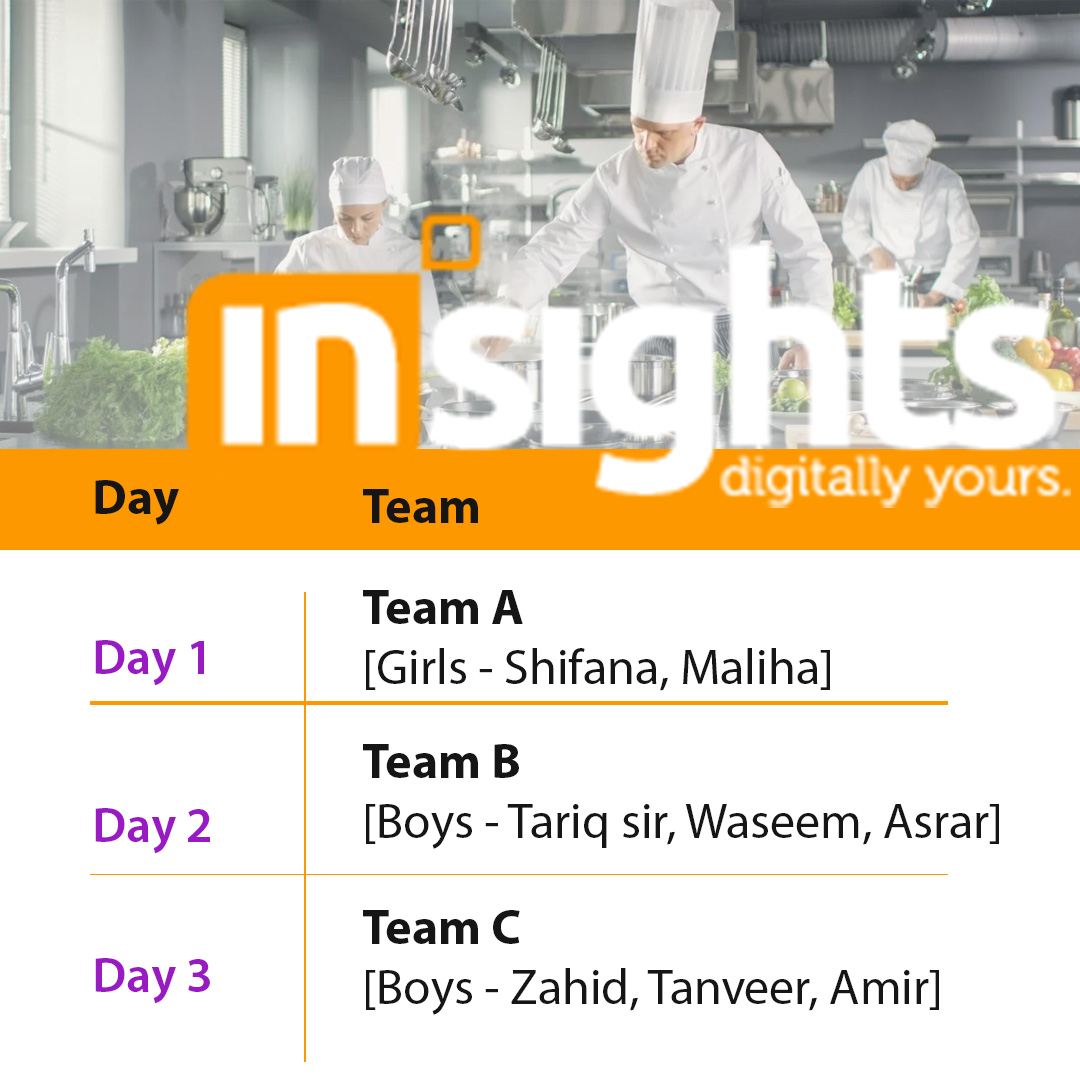 insights
digitally yours.
Day Team
Team A
Day 1
[Girls - Shifana, Maliha]
Team B
Day 2
[Boys - Tariq sir, Waseem, Asrar]
Team C
Day 3
[Boys - Zahid, Tanveer, Amir]